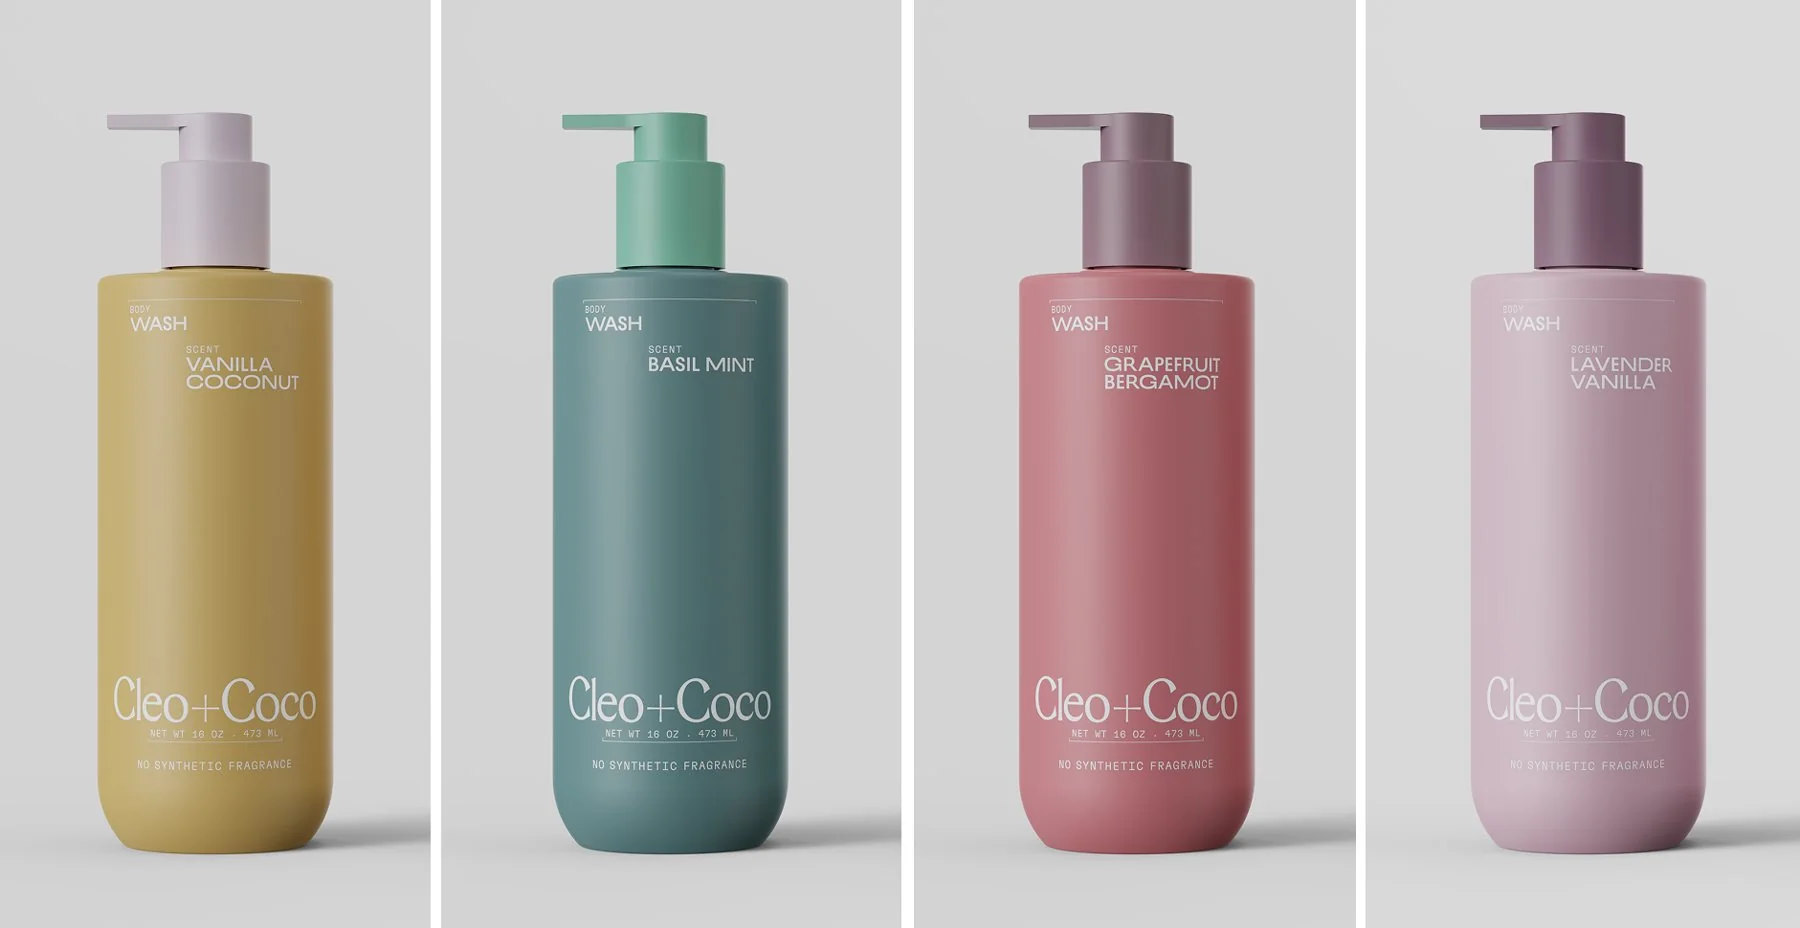 BODY
WASH
SCENT
VANILLA
COCONUT
Cleo+Coco
NET WT 16 OZ . 473 ML
NO SYNTHETIC FRAGRANCE
BODY
WASH
SCENT
BASIL MINT
Cleo+Coco
NET WT 16 OZ . 473 ML
NO SYNTHETIC FRAGRANCE
BODY
WASH
SCENT
GRAPEFRUIT
BERGAMOT
Cleo+Coco
NET WT 16 OZ . 473 ML
NO SYNTHETIC FRAGRANCE
BODY
WASH
SCENT
LAVENDER
VANILLA
Cleo+Coco
NET WT 16 OZ . 473 ML
NO SYNTHETIC FRAGRANCE